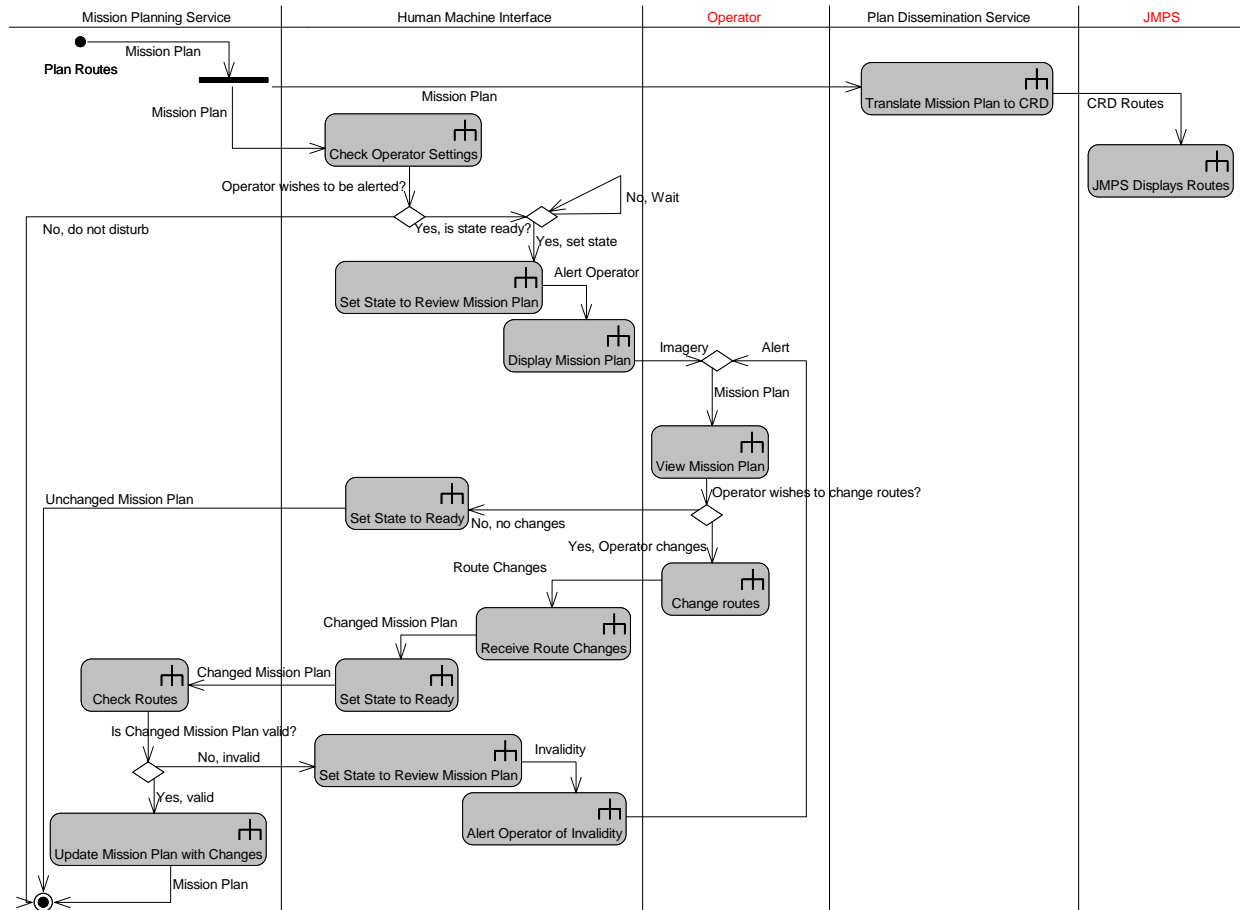 Mission Planning Service
Human Machine Interface
Operator
Plan Dissemination Service
JMPS
Mission Plan
Plan Routes
Mission Plan
Translate Mission Plan to CRD
CRD Routes
Mission Plan
Check Operator Settings
JMPS Displays Routes
Operator wishes to be alerted?
No, Wait
No, do not disturb
Yes, is state ready?
Yes, set state
Alert Operator
Set State to Review Mission Plan
Display Mission Plan
Imagery
Alert
Mission Plan
View Mission Plan
Operator wishes to change routes?
Unchanged Mission Plan
Set State to Ready
No, no changes
Yes, Operator changes
Route Changes
Change routes
Changed Mission Plan
Receive Route Changes
Changed Mission Plan
Check Routes
Set State to Ready
Is Changed Mission Plan valid?
No, invalid
Invalidity
Set State to Review Mission Plan
Yes, valid
Alert Operator of Invalidity
Update Mission Plan with Changes
Mission Plan